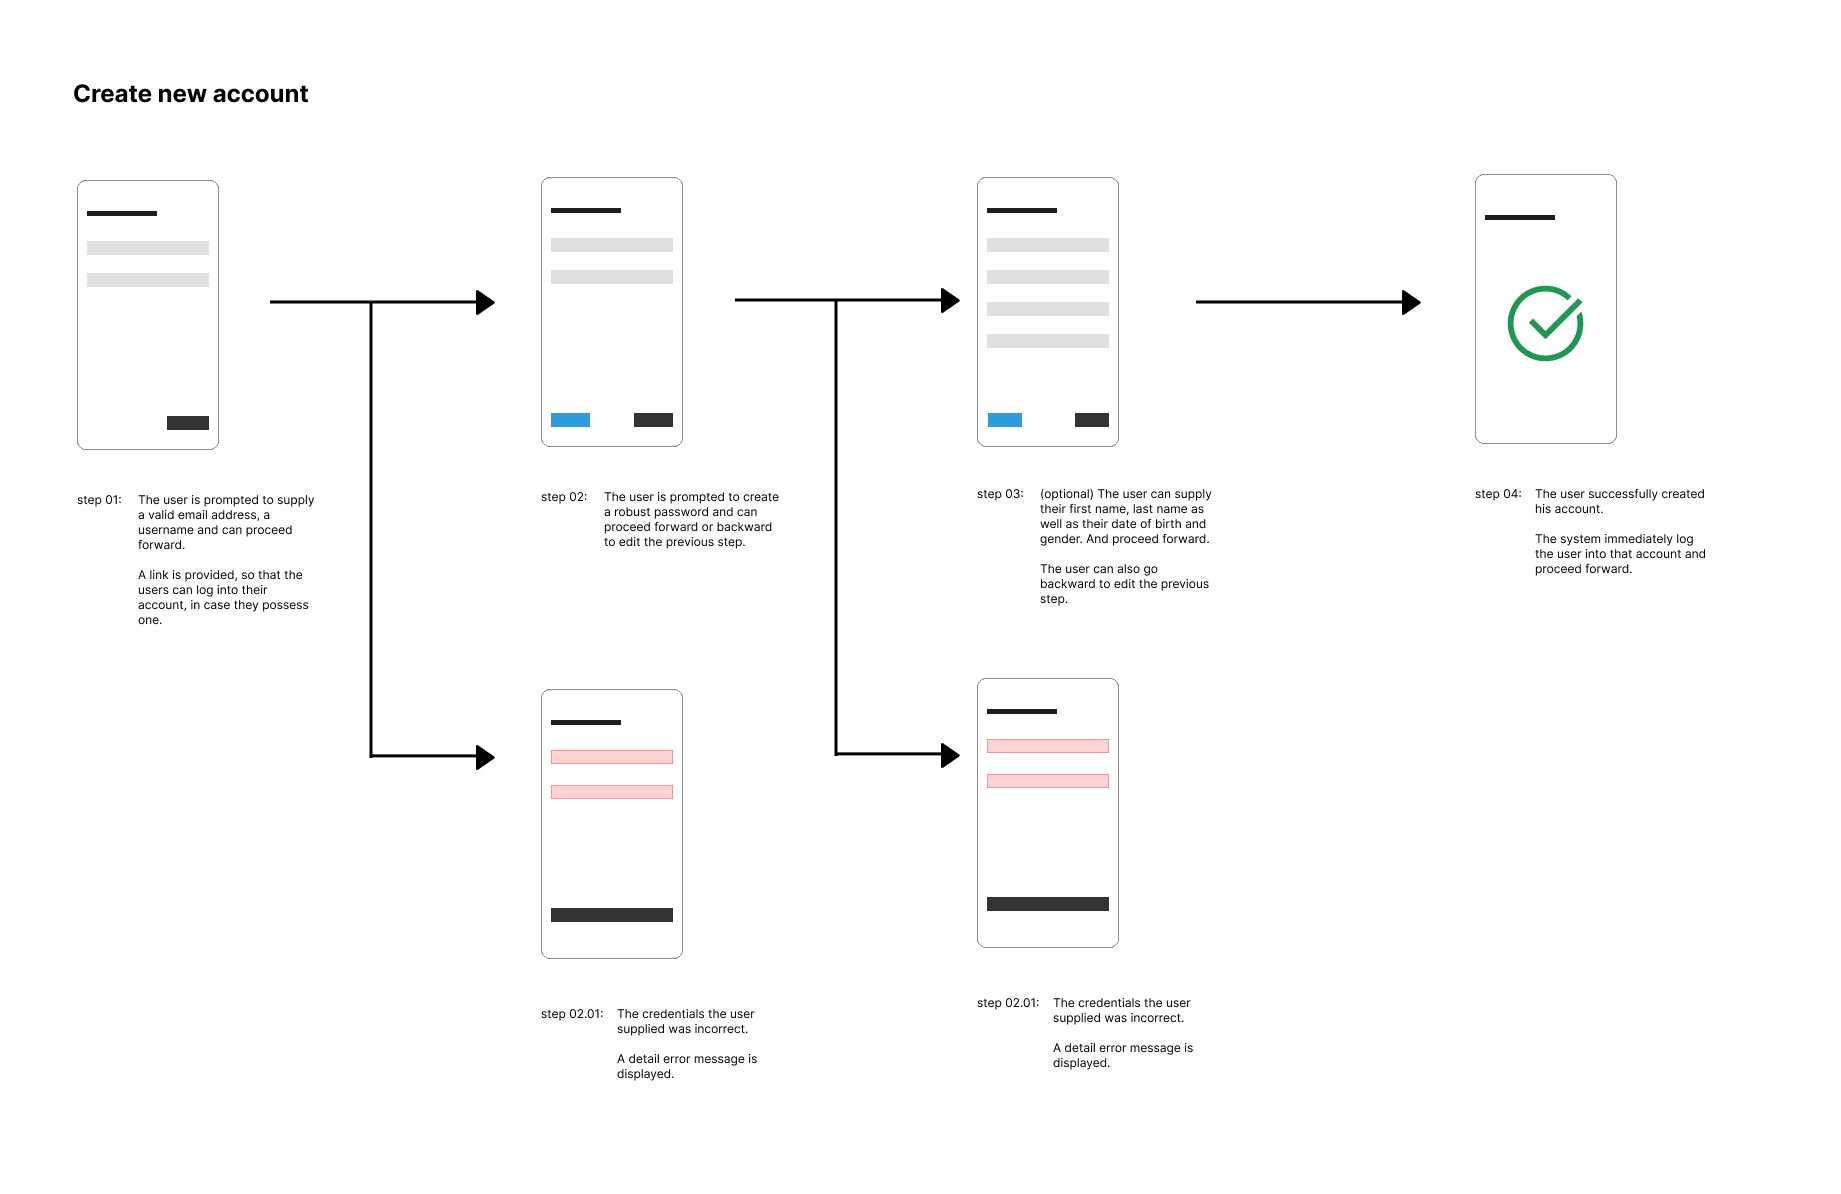 Create new account
step 01:
The user is prompted to supply
a valid email address, a
username and can proceed
forward.
A link is provided, so that the
users can log into their
account, in case they possess
one.
step 02:
The user is prompted to create
a robust password and can
proceed forward or backward
to edit the previous step.
step 03:
(optional) The user can supply
their first name, last name as
well as their date of birth and
gender. And proceed forward.
The user can also go
backward to edit the previous
step.
step 04:
The user successfully created
his account.
The system immediately log
the user into that account and
proceed forward.
step 02.01:
The credentials the user
supplied was incorrect.
A detail error message is
displayed.
step 02.01:
The credentials the user
supplied was incorrect.
A detail error message is
displayed.